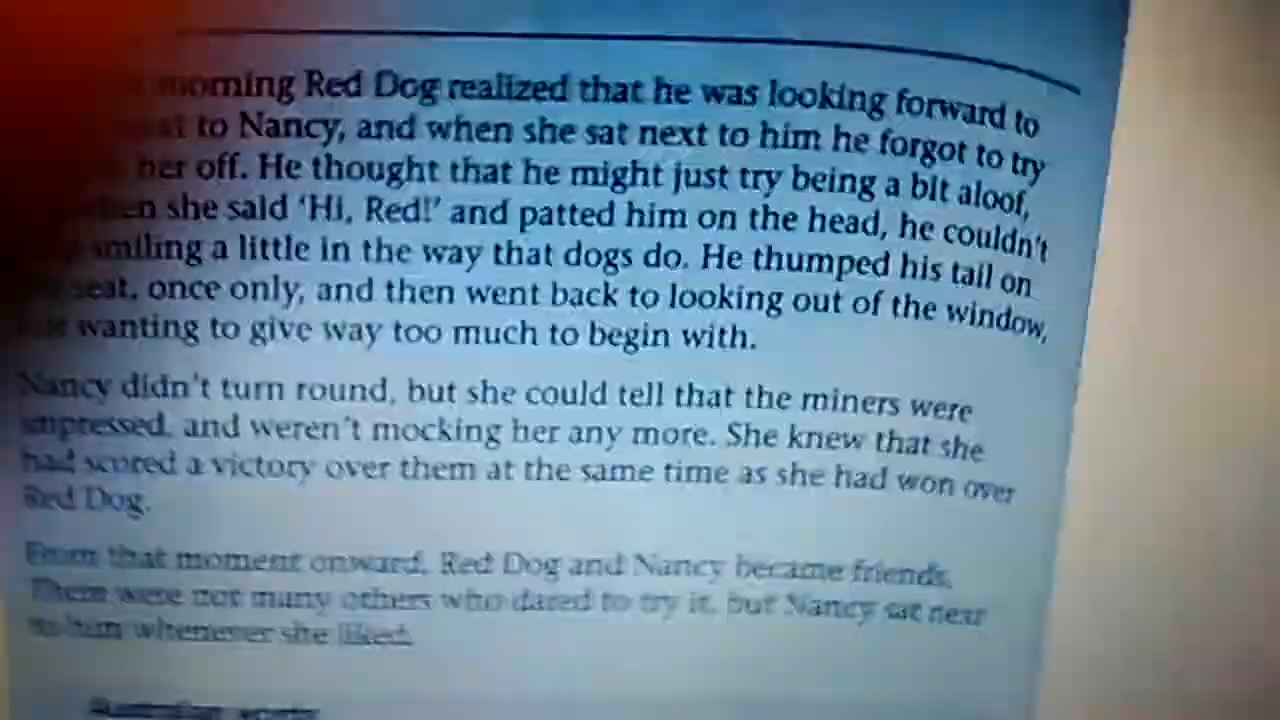 morning Red Dog realized that he was looking forward to
to Nancy, and when she sat next to him he forgot to try
her off. He thought that he might just try being a bit aloof,
she said ‘Hi, Red!’ and patted him on the head, he couldn’t
smiling a little in the way that dogs do. He thumped his tail on
seat, once only, and then went back to looking out of the window,
wanting to give way too much to begin with.
Nancy didn’t turn round, but she could tell that the miners were
impressed, and weren’t mocking her any more. She knew that she
had scored a victory over them at the same time as she had won over
Red Dog.
From that moment onward, Red Dog and Nancy became friends.
There were not many others who dared to try it, but Nancy sat next
to him whenever she liked.